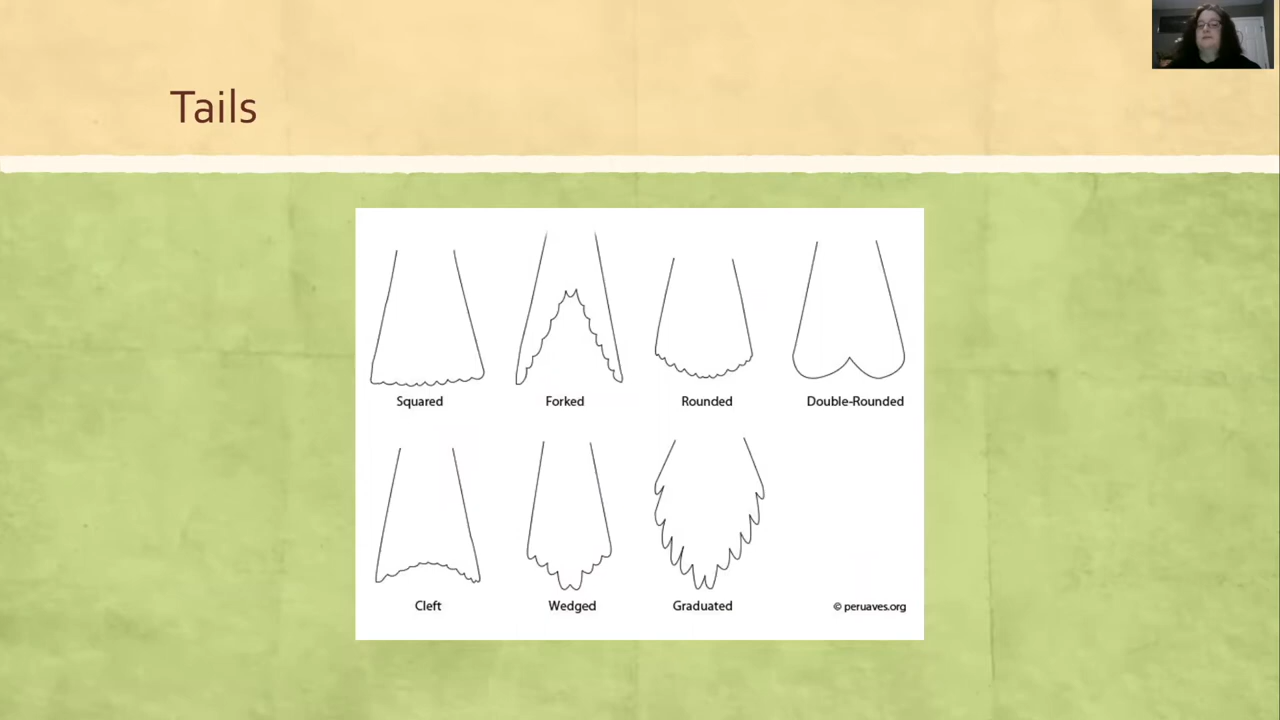 Tails
Squared
Forked
Rounded
Double-Rounded
Cleft
Wedged
Graduated
© peruaves.org